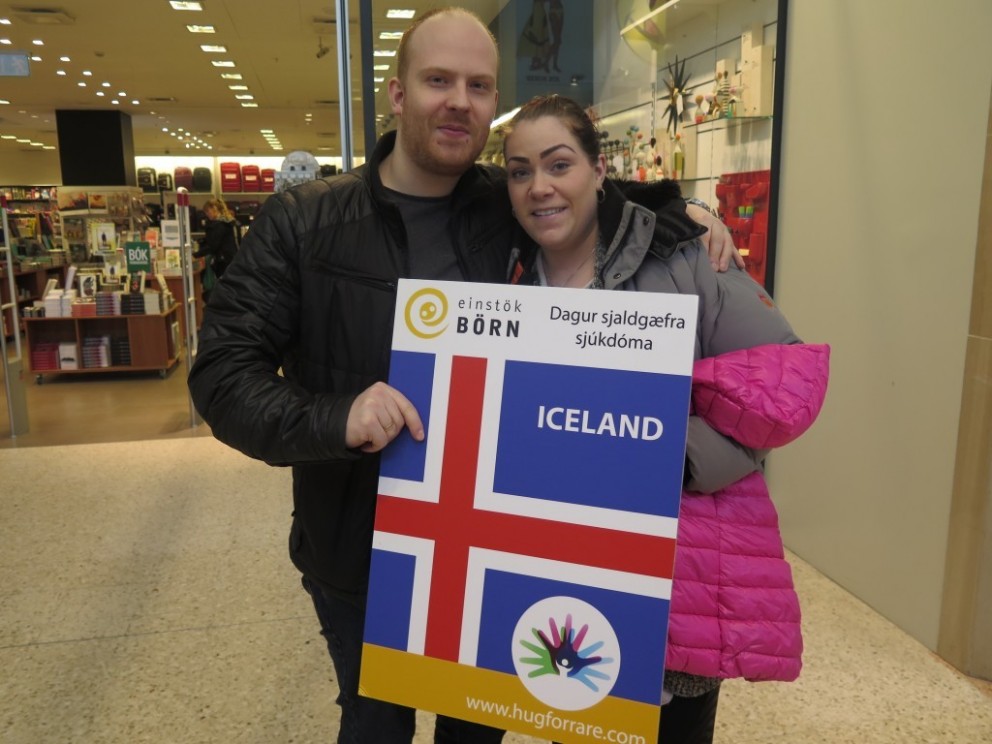 BÓK
einstök
BÖRN
Dagur sjaldgæfra
sjúkdóma
ICELAND
www.hugforrare.com